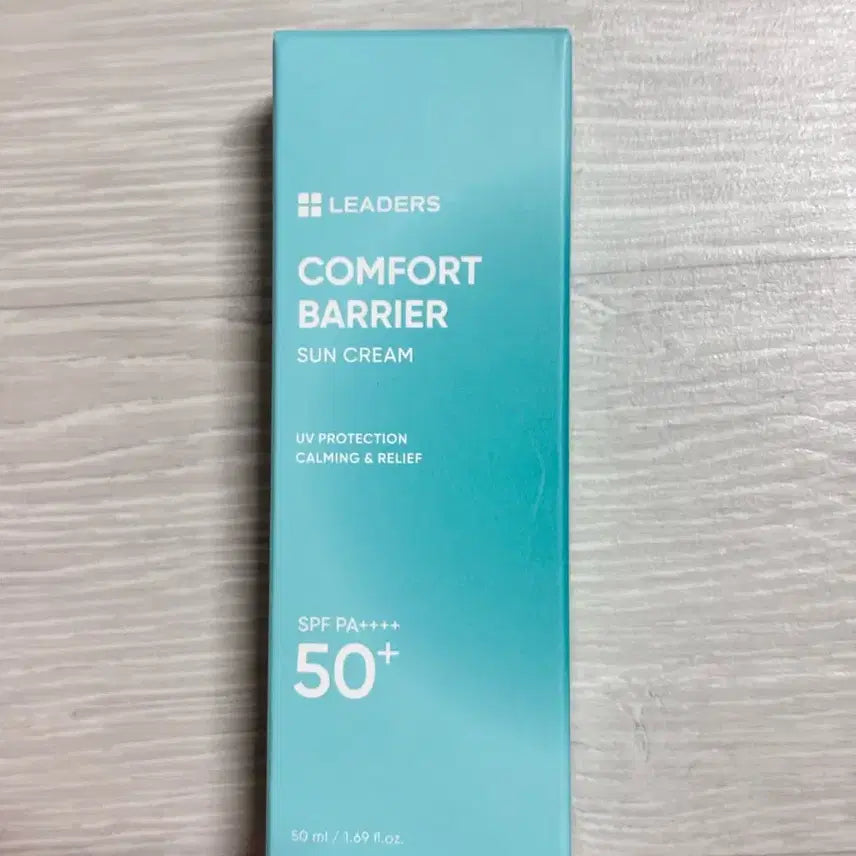 LEADERS
COMFORT
BARRIER
SUN CREAM
UV PROTECTION
CALMING & RELIEF
SPF PA++++
50+
50 ml / 1.69 fl.oz.